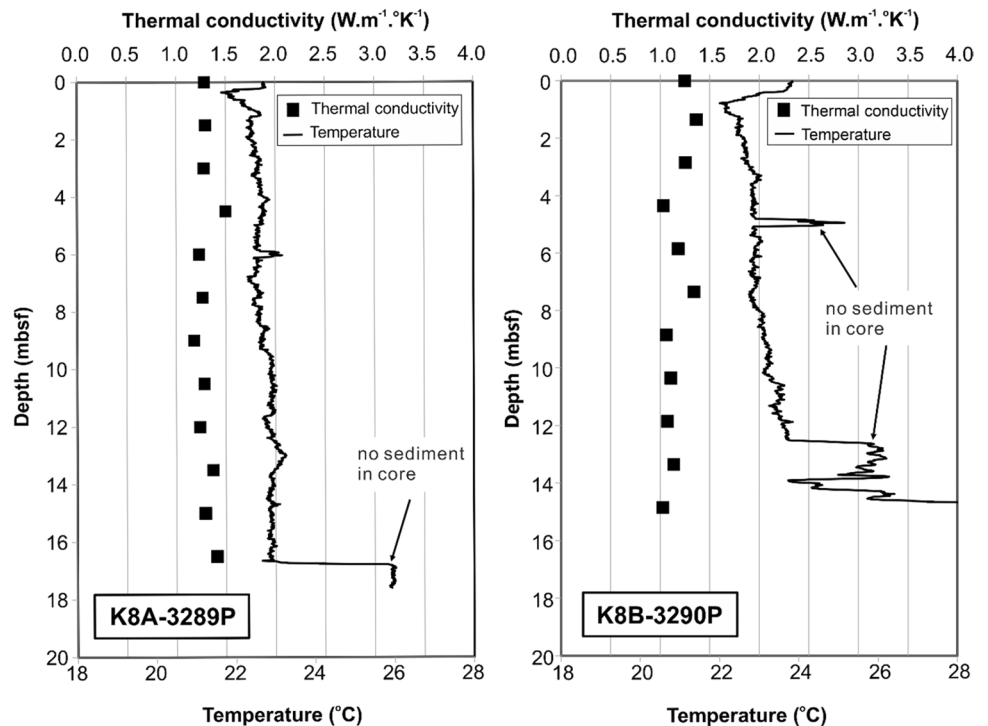 Thermal conductivity (W.m⁻¹.ºK⁻¹)
0.0 0.5 1.0 1.5 2.0 2.5 3.0 3.5 4.0
0
2
4
6
8
10
12
14
16
18
20
Depth (mbsf)
Thermal conductivity
Temperature
no sediment
in core
K8A-3289P
18 20 22 24 26 28
Temperature (ºC)
Thermal conductivity (W.m⁻¹.ºK⁻¹)
0.0 0.5 1.0 1.5 2.0 2.5 3.0 3.5 4.0
0
2
4
6
8
10
12
14
16
18
20
Depth (mbsf)
Thermal conductivity
Temperature
no sediment
in core
K8B-3290P
18 20 22 24 26 28
Temperature (ºC)